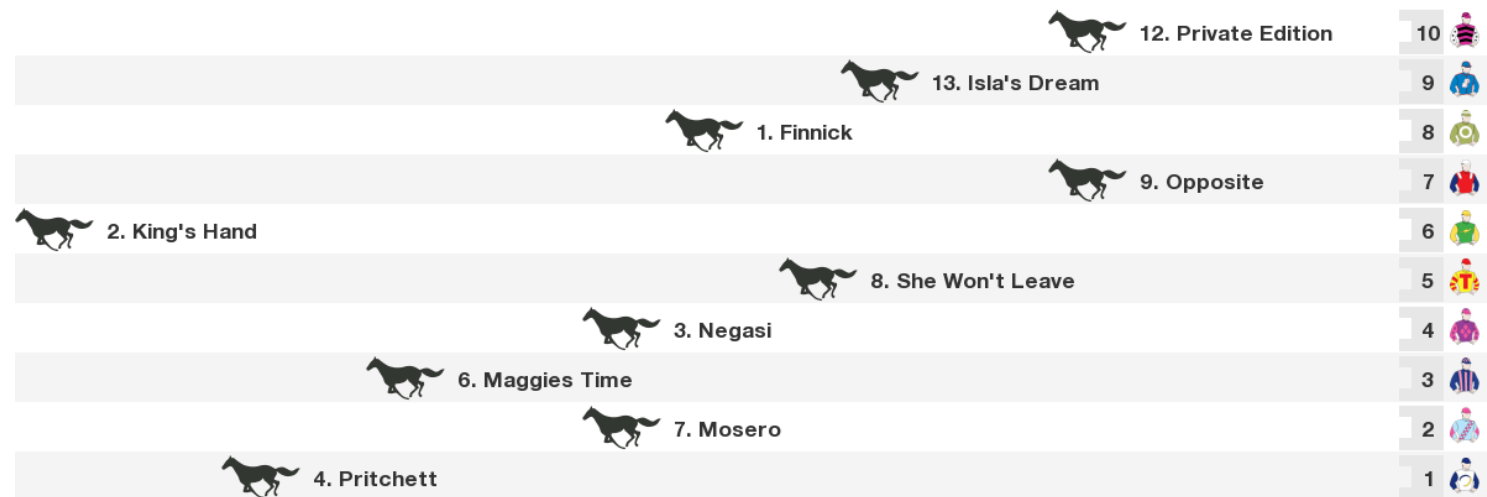 12. Private Edition 10
13. Isla's Dream 9
1. Finnick 8
9. Opposite 7
2. King's Hand 6
8. She Won't Leave 5
3. Negasi 4
6. Maggies Time 3
7. Mosero 2
4. Pritchett 1